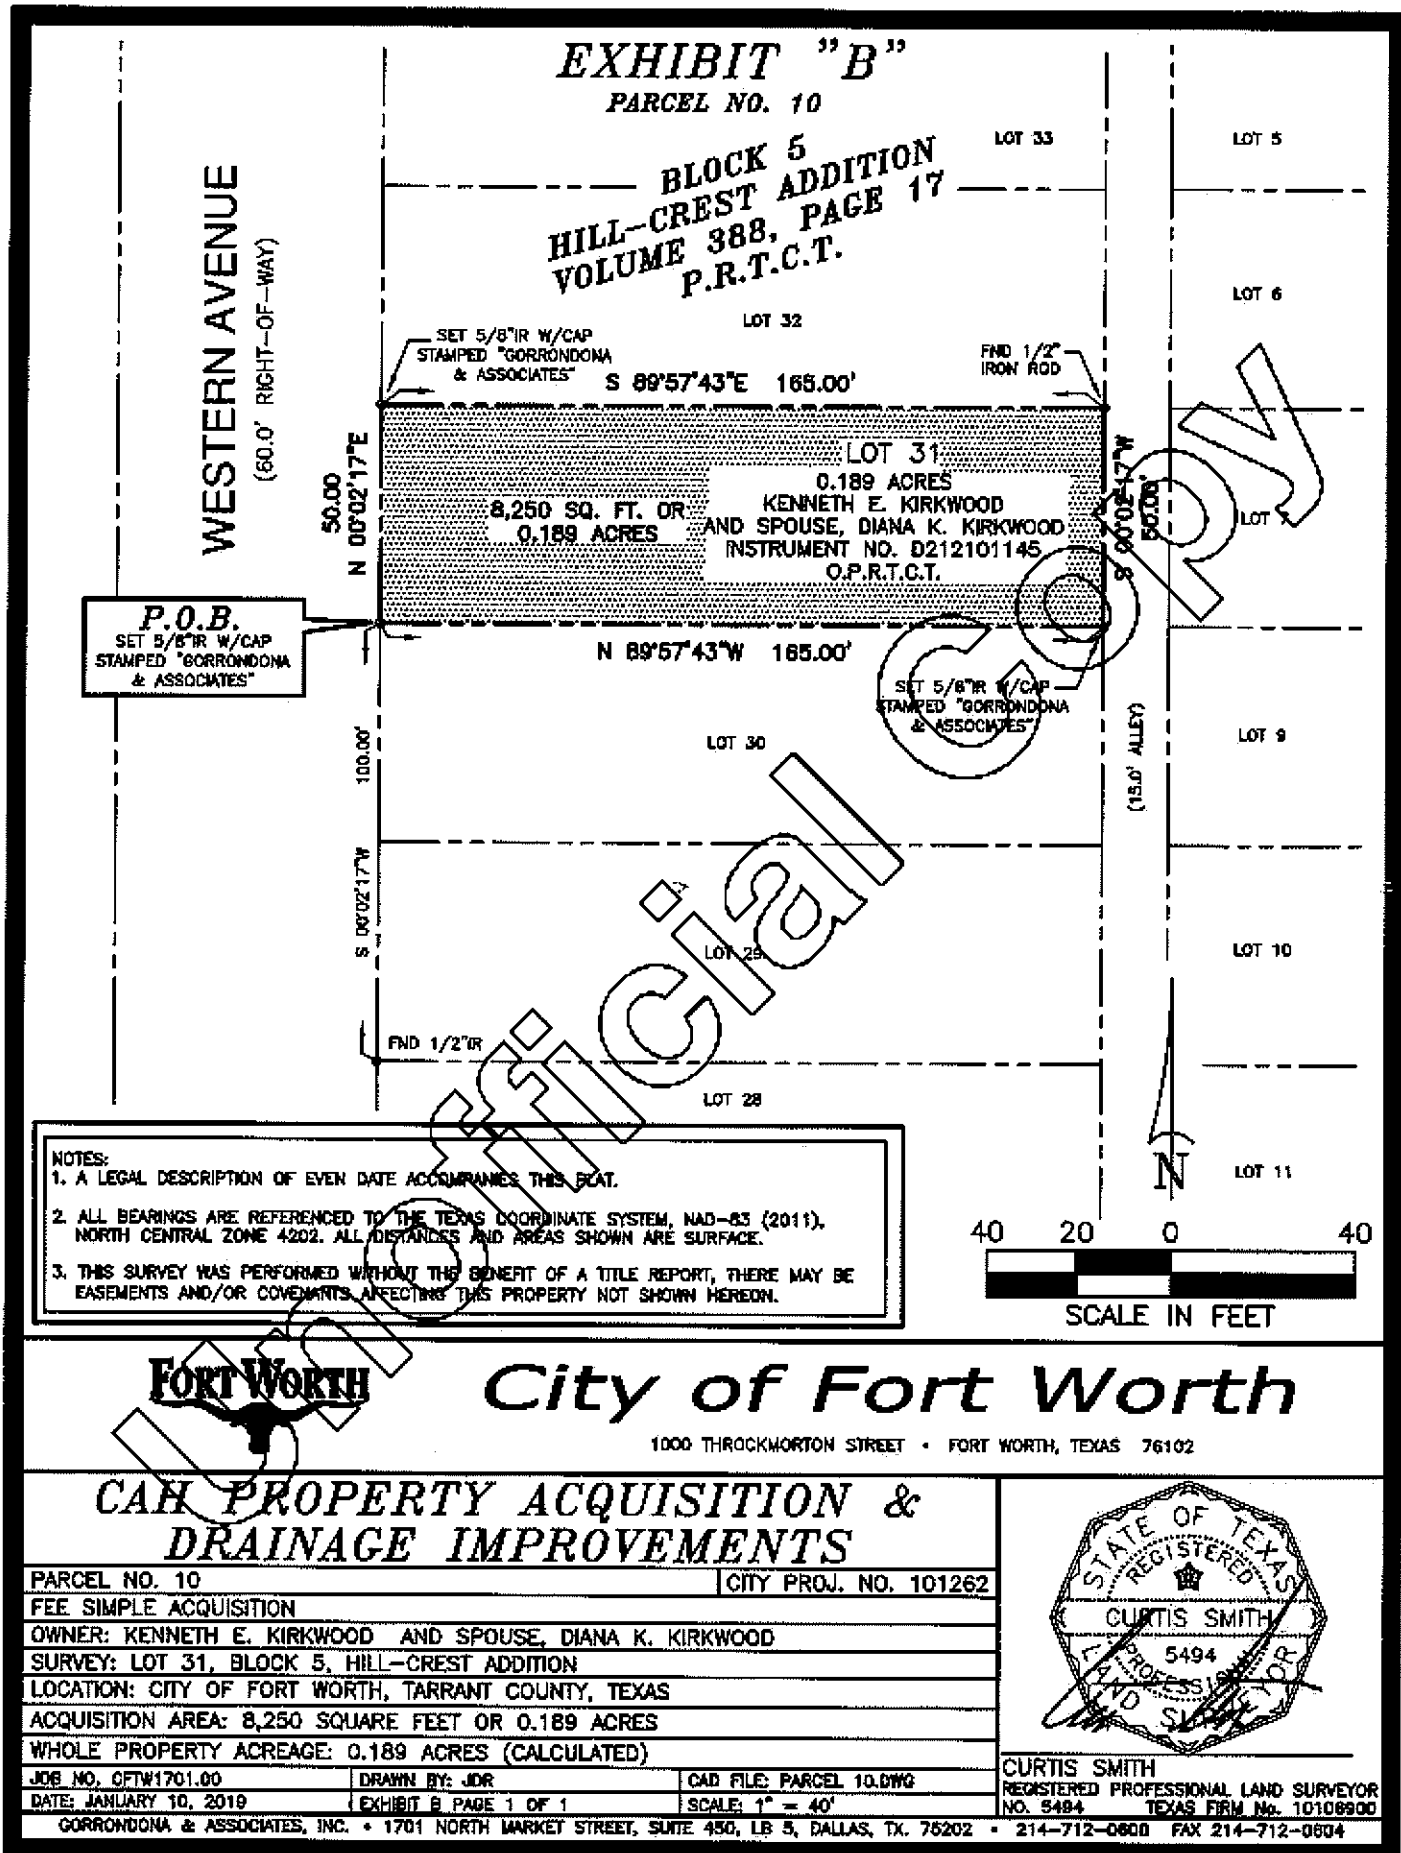 EXHIBIT "B"
PARCEL NO. 10
BLOCK 5
HILL-CREST ADDITION
VOLUME 388, PAGE 17
P.R.T.C.T.
LOT 33
LOT 5
WESTERN AVENUE
(60.0' RIGHT-OF-WAY)
LOT 6
LOT 32
SET 5/8"IR W/CAP
STAMPED "GORRONDONA
& ASSOCIATES"
S 89°57'43"E 165.00'
FND 1/2"
IRON ROD
50.00
N 00°02'17"E
8,250 SQ. FT. OR
0.189 ACRES
LOT 31
0.189 ACRES
KENNETH E. KIRKWOOD
AND SPOUSE, DIANA K. KIRKWOOD
INSTRUMENT NO. D212101145
O.P.R.T.C.T.
S 00°02'17"W
50.00'
LOT 7
P.O.B.
SET 5/8"IR W/CAP
STAMPED "GORRONDONA
& ASSOCIATES"
N 89°57'43"W 165.00'
SET 5/8"IR W/CAP
STAMPED "GORRONDONA
& ASSOCIATES"
LOT 30
LOT 9
(15.0' ALLEY)
S 00°02'17"W 100.00'
LOT 29
LOT 10
FND 1/2"IR
LOT 28
LOT 11
N
Unofficial Copy
NOTES:
1. A LEGAL DESCRIPTION OF EVEN DATE ACCOMPANIES THIS PLAT.
2. ALL BEARINGS ARE REFERENCED TO THE TEXAS COORDINATE SYSTEM, NAD-83 (2011),
NORTH CENTRAL ZONE 4202. ALL DISTANCES AND AREAS SHOWN ARE SURFACE.
3. THIS SURVEY WAS PERFORMED WITHOUT THE BENEFIT OF A TITLE REPORT, THERE MAY BE
EASEMENTS AND/OR COVENANTS AFFECTING THIS PROPERTY NOT SHOWN HEREON.
40 20 0 40
SCALE IN FEET
FORT WORTH
City of Fort Worth
1000 THROCKMORTON STREET • FORT WORTH, TEXAS 76102
CAH PROPERTY ACQUISITION &
DRAINAGE IMPROVEMENTS
PARCEL NO. 10 CITY PROJ. NO. 101262
FEE SIMPLE ACQUISITION
OWNER: KENNETH E. KIRKWOOD AND SPOUSE, DIANA K. KIRKWOOD
SURVEY: LOT 31, BLOCK 5, HILL-CREST ADDITION
LOCATION: CITY OF FORT WORTH, TARRANT COUNTY, TEXAS
ACQUISITION AREA: 8,250 SQUARE FEET OR 0.189 ACRES
WHOLE PROPERTY ACREAGE: 0.189 ACRES (CALCULATED)
JOB NO. CFTW1701.00 DRAWN BY: JDR CAD FILE: PARCEL 10.DWG
DATE: JANUARY 10, 2019 EXHIBIT B PAGE 1 OF 1 SCALE: 1" = 40'
STATE OF TEXAS
REGISTERED
CURTIS SMITH
5494
PROFESSIONAL
LAND SURVEYOR
CURTIS SMITH
REGISTERED PROFESSIONAL LAND SURVEYOR
NO. 5494 TEXAS FIRM No. 10106900
GORRONDONA & ASSOCIATES, INC. • 1701 NORTH MARKET STREET, SUITE 450, LB 5, DALLAS, TX. 75202 • 214-712-0600 FAX 214-712-0604